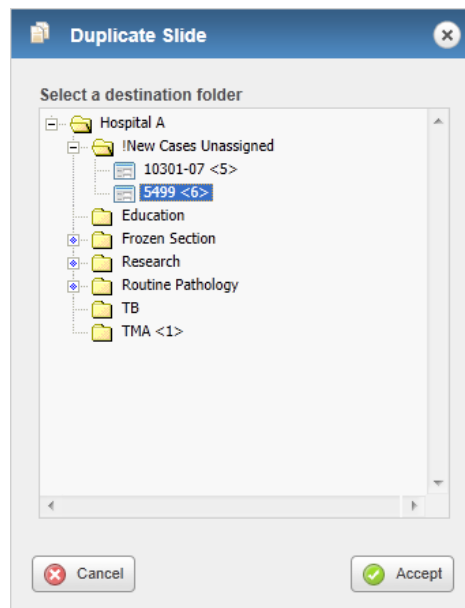 Duplicate Slide
Select a destination folder
Hospital A
!New Cases Unassigned
10301-07 <5>
5499 <6>
Education
Frozen Section
Research
Routine Pathology
TB
TMA <1>
Cancel
Accept